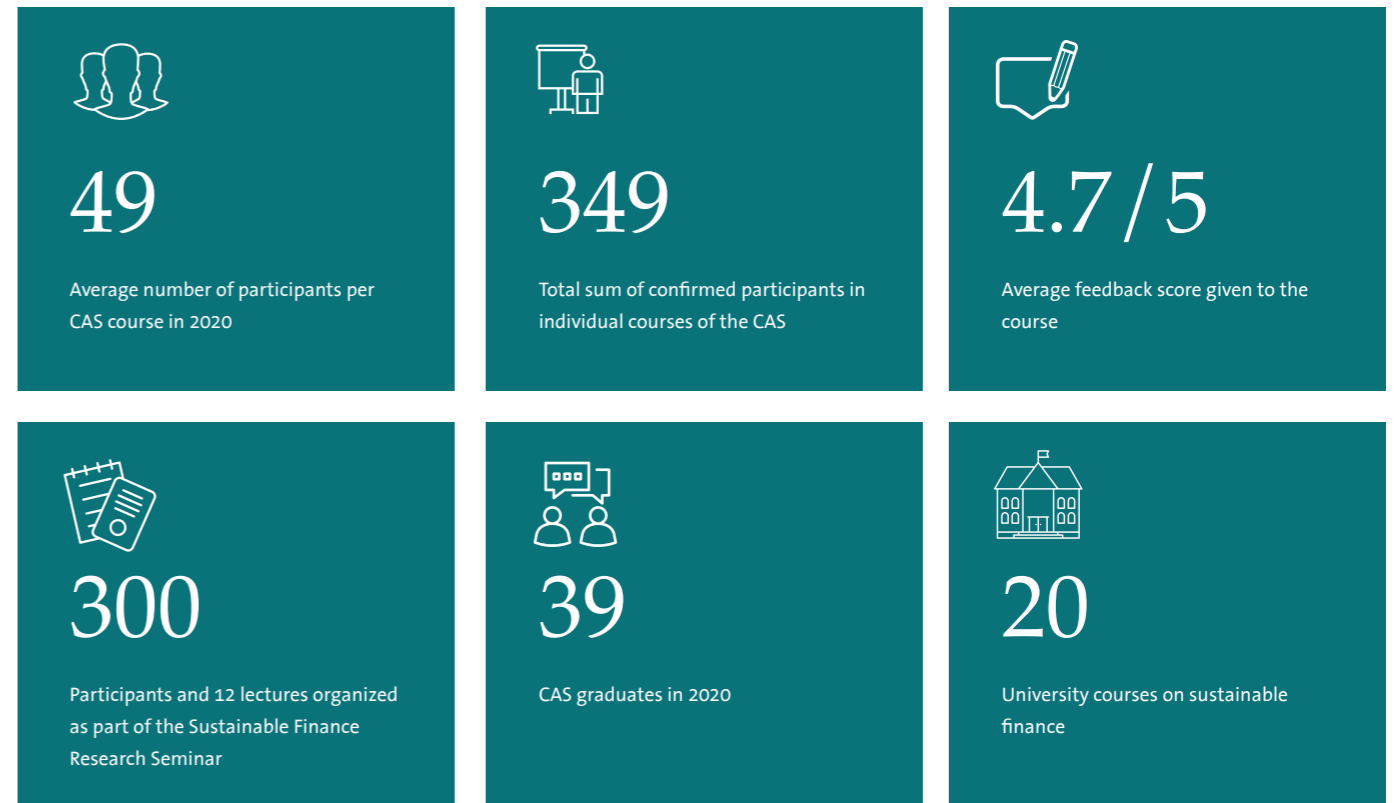 49
Average number of participants per
CAS course in 2020
349
Total sum of confirmed participants in
individual courses of the CAS
4.7/5
Average feedback score given to the
course
300
Participants and 12 lectures organized
as part of the Sustainable Finance
Research Seminar
39
CAS graduates in 2020
20
University courses on sustainable
finance